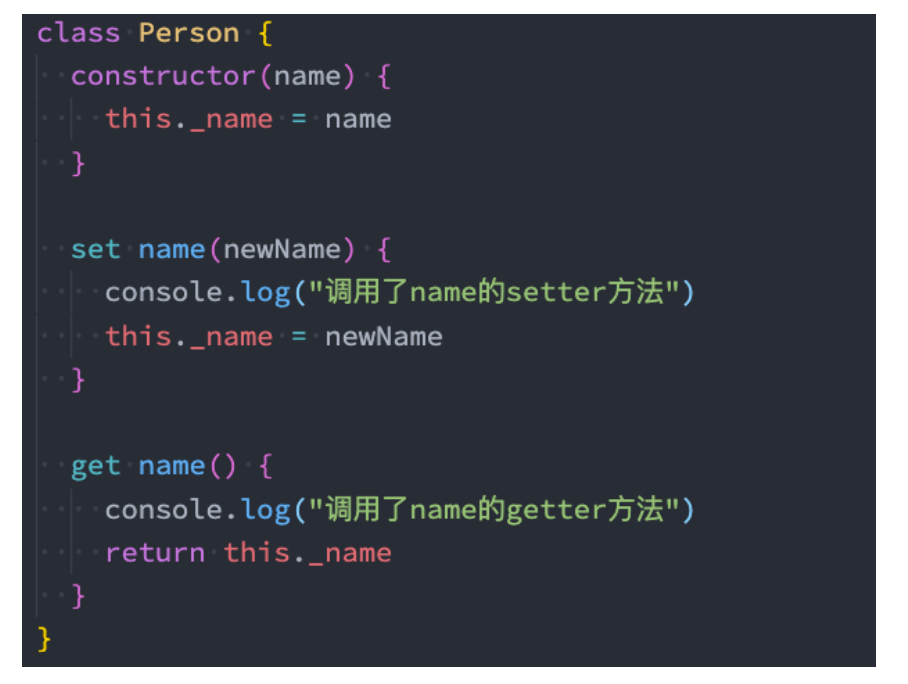 class Person {
  constructor(name) {
    this._name = name
  }

  set name(newName) {
    console.log("调用了name的setter方法")
    this._name = newName
  }

  get name() {
    console.log("调用了name的getter方法")
    return this._name
  }
}